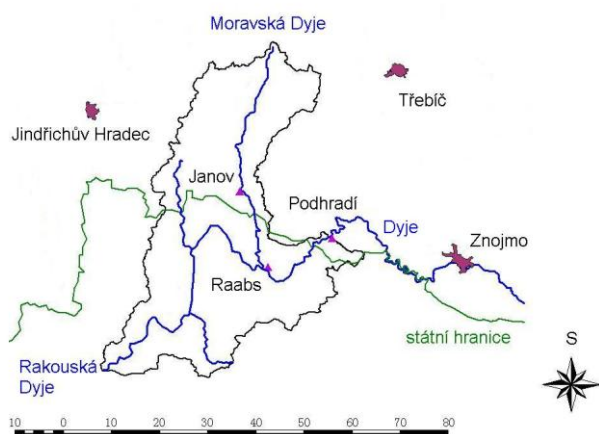 Moravská Dyje
Třebíč
Jindřichův Hradec
Janov
Podhradí
Dyje
Znojmo
Raabs
státní hranice
S
Rakouská
Dyje
10 0 10 20 30 40 50 60 70 80